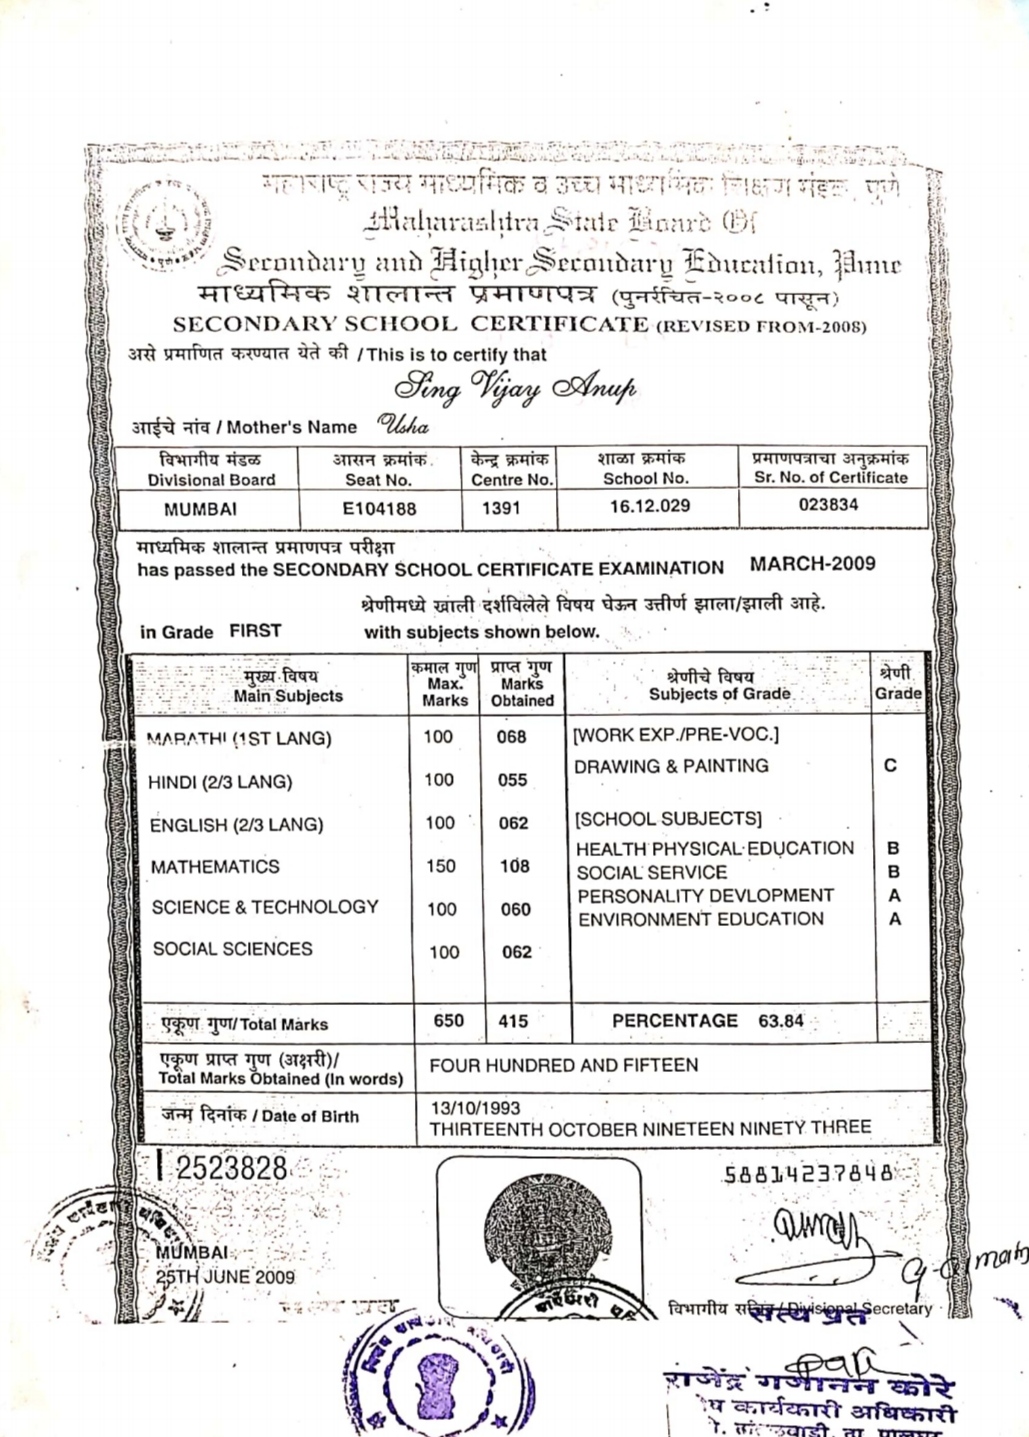 महाराष्ट्र राज्य माध्यमिक व उच्च माध्यमिक शिक्षण मंडळ, पुणे
Maharashtra State Board Of
Secondary and Higher Secondary Education, Pune
माध्यमिक शालान्त प्रमाणपत्र (पुनर्रचित-२००८ पासून)
SECONDARY SCHOOL CERTIFICATE (REVISED FROM-2008)
असे प्रमाणित करण्यात येते की / This is to certify that
Sing Vijay Anup
आईचे नांव / Mother's Name Usha
विभागीय मंडळ आसन क्रमांक केन्द्र क्रमांक शाळा क्रमांक प्रमाणपत्राचा अनुक्रमांक
Divisional Board Seat No. Centre No. School No. Sr. No. of Certificate
MUMBAI E104188 1391 16.12.029 023834
माध्यमिक शालान्त प्रमाणपत्र परीक्षा
has passed the SECONDARY SCHOOL CERTIFICATE EXAMINATION MARCH-2009
श्रेणीमध्ये खाली दर्शविलेले विषय घेऊन उत्तीर्ण झाला/झाली आहे.
in Grade FIRST with subjects shown below.
मुख्य विषय कमाल गुण प्राप्त गुण श्रेणीचे विषय श्रेणी
Main Subjects Max. Marks Marks Obtained Subjects of Grade Grade
MARATHI (1ST LANG) 100 068 [WORK EXP./PRE-VOC.]
DRAWING & PAINTING C
HINDI (2/3 LANG) 100 055
ENGLISH (2/3 LANG) 100 062 [SCHOOL SUBJECTS]
HEALTH PHYSICAL EDUCATION B
MATHEMATICS 150 108 SOCIAL SERVICE B
PERSONALITY DEVLOPMENT A
SCIENCE & TECHNOLOGY 100 060 ENVIRONMENT EDUCATION A
SOCIAL SCIENCES 100 062
एकूण गुण/ Total Marks 650 415 PERCENTAGE 63.84
एकूण प्राप्त गुण (अक्षरी)/
Total Marks Obtained (In words) FOUR HUNDRED AND FIFTEEN
जन्म दिनांक / Date of Birth 13/10/1993
THIRTEENTH OCTOBER NINETEEN NINETY THREE
2523828 58814237848
MUMBAI
25TH JUNE 2009
विभागीय सचिव / Divisional Secretary
सत्य प्रत
राजेंद्र गजानन कोरे
कार्यकारी अधिकारी